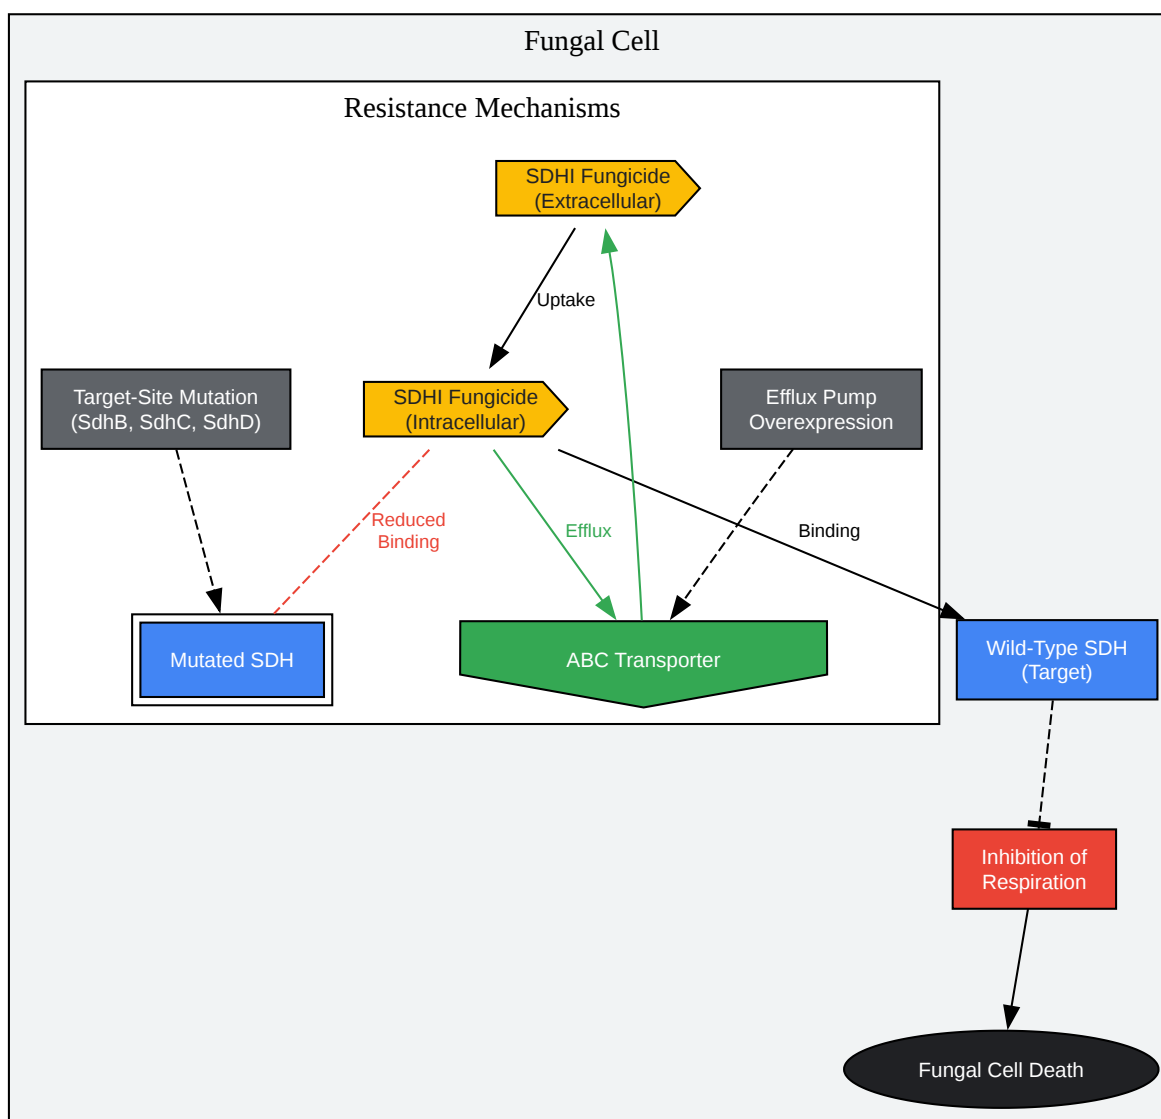 Fungal Cell
Resistance Mechanisms
SDHI Fungicide
(Extracellular)
Uptake
Target-Site Mutation
(SdhB, SdhC, SdhD)
SDHI Fungicide
(Intracellular)
Efflux Pump
Overexpression
Reduced
Binding
Efflux
Binding
Mutated SDH
ABC Transporter
Wild-Type SDH
(Target)
Inhibition of
Respiration
Fungal Cell Death